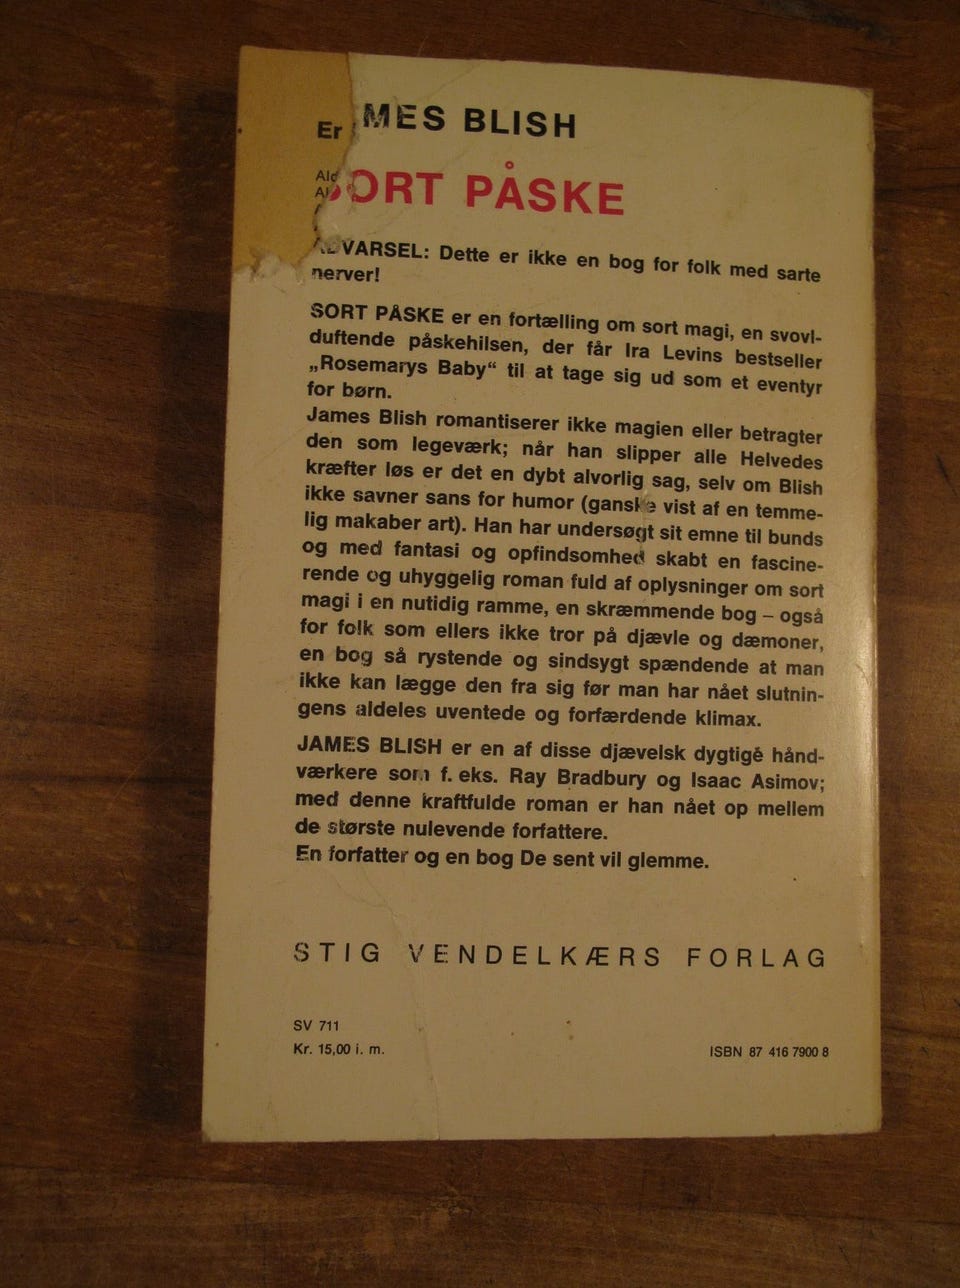 Er
MES BLISH
SORT PÅSKE
ADVARSEL: Dette er ikke en bog for folk med sarte
nerver!
SORT PÅSKE er en fortælling om sort magi, en svovl-
duftende påskehilsen, der får Ira Levins bestseller
„Rosemarys Baby“ til at tage sig ud som et eventyr
for børn.
James Blish romantiserer ikke magien eller betragter
den som legeværk; når han slipper alle Helvedes
kræfter løs er det en dybt alvorlig sag, selv om Blish
ikke savner sans for humor (ganske vist af en temme-
lig makaber art). Han har undersøgt sit emne til bunds
og med fantasi og opfindsomhed skabt en fascine-
rende og uhyggelig roman fuld af oplysninger om sort
magi i en nutidig ramme, en skræmmende bog – også
for folk som ellers ikke tror på djævle og dæmoner,
en bog så rystende og sindsygt spændende at man
ikke kan lægge den fra sig før man har nået slutnin-
gens aldeles uventede og forfærdende klimax.
JAMES BLISH er en af disse djævelsk dygtige hånd-
værkere som f. eks. Ray Bradbury og Isaac Asimov;
med denne kraftfulde roman er han nået op mellem
de største nulevende forfattere.
En forfatter og en bog De sent vil glemme.
STIG VENDELKÆRS FORLAG
SV 711
Kr. 15,00 i. m.
ISBN 87 416 7900 8